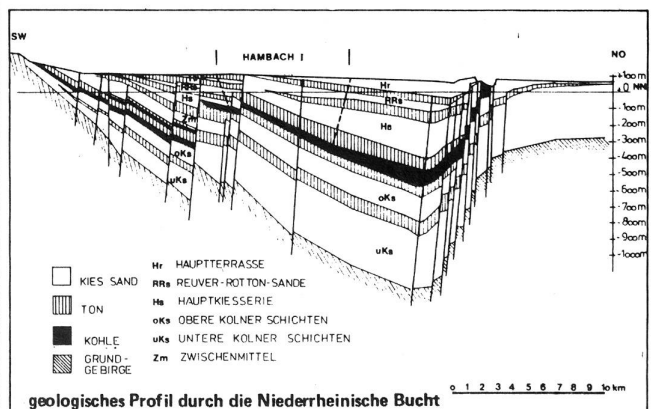 SW
HAMBACH I
NO
+100m
±0 NN
-100m
-200m
-300m
-400m
-500m
-600m
-700m
-800m
-900m
-1000m
Hr
RRs
RRs
Hs
Hs
Zm
oKs
oKs
uKs
uKs
KIES SAND
TON
KOHLE
GRUND-
GEBIRGE
Hr HAUPTTERRASSE
RRs REUVER-ROTTON-SANDE
Hs HAUPTKIESSERIE
oKs OBERE KÖLNER SCHICHTEN
uKs UNTERE KÖLNER SCHICHTEN
Zm ZWISCHENMITTEL
0 1 2 3 4 5 6 7 8 9 10 km
geologisches Profil durch die Niederrheinische Bucht